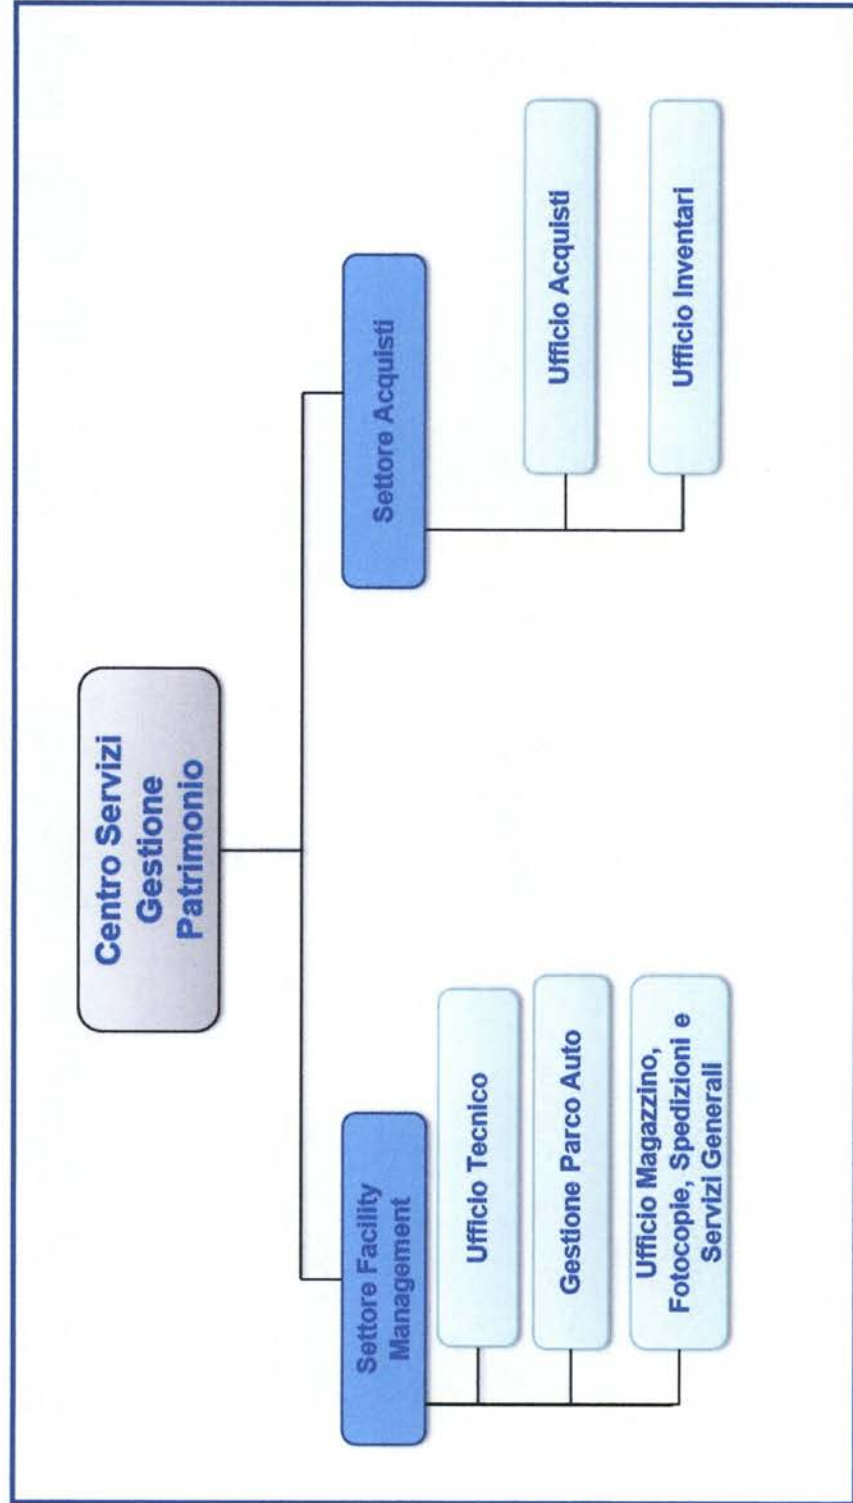 Centro Servizi
Gestione
Patrimonio
Settore Facility
Management
Ufficio Tecnico
Gestione Parco Auto
Ufficio Magazzino,
Fotocopie, Spedizioni e
Servizi Generali
Settore Acquisti
Ufficio Acquisti
Ufficio Inventari